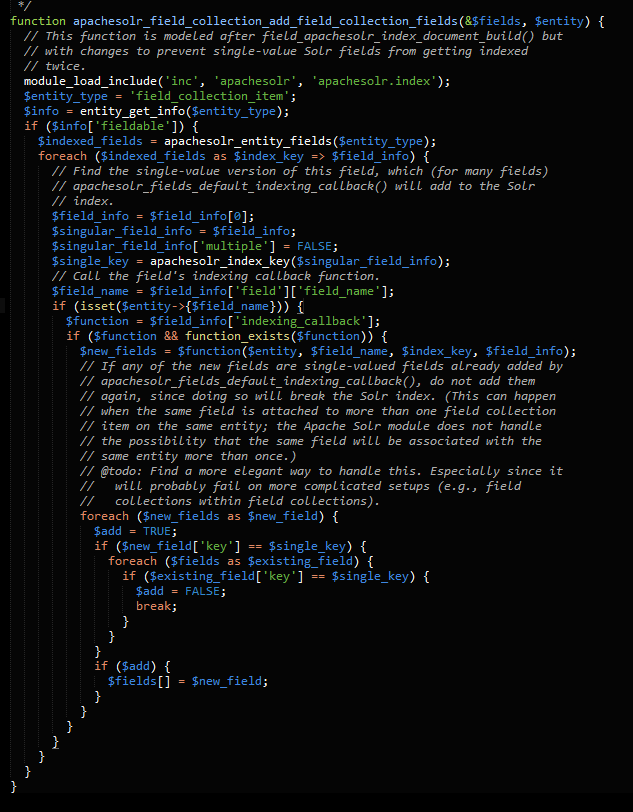 */
function apachesolr_field_collection_add_field_collection_fields(&$fields, $entity) {
  // This function is modeled after field_apachesolr_index_document_build() but
  // with changes to prevent single-value Solr fields from getting indexed
  // twice.
  module_load_include('inc', 'apachesolr', 'apachesolr.index');
  $entity_type = 'field_collection_item';
  $info = entity_get_info($entity_type);
  if ($info['fieldable']) {
    $indexed_fields = apachesolr_entity_fields($entity_type);
    foreach ($indexed_fields as $index_key => $field_info) {
      // Find the single-value version of this field, which (for many fields)
      // apachesolr_fields_default_indexing_callback() will add to the Solr
      // index.
      $field_info = $field_info[0];
      $singular_field_info = $field_info;
      $singular_field_info['multiple'] = FALSE;
      $single_key = apachesolr_index_key($singular_field_info);
      // Call the field's indexing callback function.
      $field_name = $field_info['field']['field_name'];
      if (isset($entity->{$field_name})) {
        $function = $field_info['indexing_callback'];
        if ($function && function_exists($function)) {
          $new_fields = $function($entity, $field_name, $index_key, $field_info);
          // If any of the new fields are single-valued fields already added by
          // apachesolr_fields_default_indexing_callback(), do not add them
          // again, since doing so will break the Solr index. (This can happen
          // when the same field is attached to more than one field collection
          // item on the same entity; the Apache Solr module does not handle
          // the possibility that the same field will be associated with the
          // same entity more than once.)
          // @todo: Find a more elegant way to handle this. Especially since it
          //   will probably fail on more complicated setups (e.g., field
          //   collections within field collections).
          foreach ($new_fields as $new_field) {
            $add = TRUE;
            if ($new_field['key'] == $single_key) {
              foreach ($fields as $existing_field) {
                if ($existing_field['key'] == $single_key) {
                  $add = FALSE;
                  break;
                }
              }
            }
            if ($add) {
              $fields[] = $new_field;
            }
          }
        }
      }
    }
  }
}